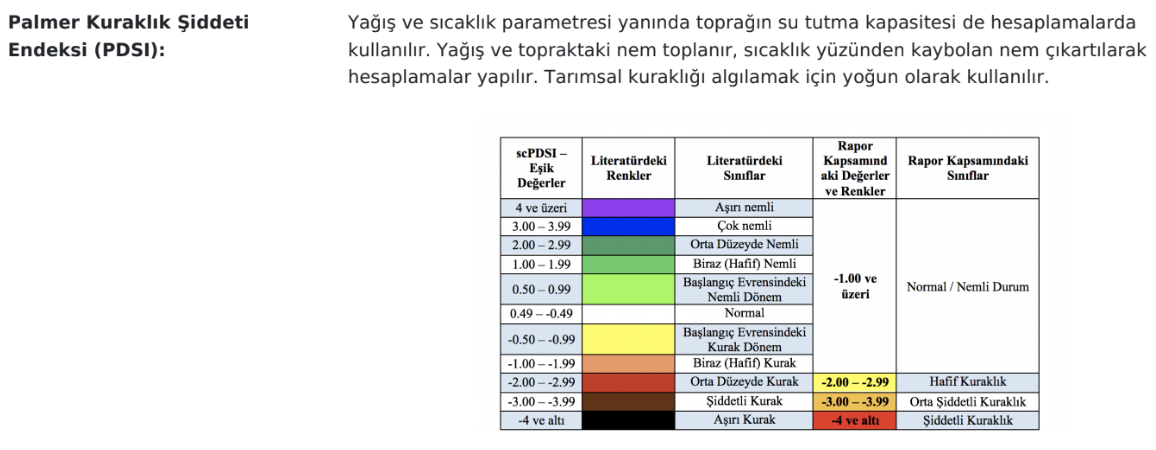 Palmer Kuraklık Şiddeti
Endeksi (PDSI):
Yağış ve sıcaklık parametresi yanında toprağın su tutma kapasitesi de hesaplamalarda
kullanılır. Yağış ve topraktaki nem toplanır, sıcaklık yüzünden kaybolan nem çıkartılarak
hesaplamalar yapılır. Tarımsal kuraklığı algılamak için yoğun olarak kullanılır.
scPDSI –
Eşik
Değerler
Literatürdeki
Renkler
Literatürdeki
Sınıflar
Rapor
Kapsamınd
aki Değerler
ve Renkler
Rapor Kapsamındaki
Sınıflar
4 ve üzeri
Aşırı nemli
3.00 – 3.99
Çok nemli
2.00 – 2.99
Orta Düzeyde Nemli
1.00 – 1.99
Biraz (Hafif) Nemli
0.50 – 0.99
Başlangıç Evrensindeki
Nemli Dönem
0.49 – -0.49
Normal
-0.50 – -0.99
Başlangıç Evrensindeki
Kurak Dönem
-1.00 – -1.99
Biraz (Hafif) Kurak
-1.00 ve
üzeri
Normal / Nemli Durum
-2.00 – -2.99
Orta Düzeyde Kurak
-2.00 – -2.99
Hafif Kuraklık
-3.00 – -3.99
Şiddetli Kurak
-3.00 – -3.99
Orta Şiddetli Kuraklık
-4 ve altı
Aşırı Kurak
-4 ve altı
Şiddetli Kuraklık